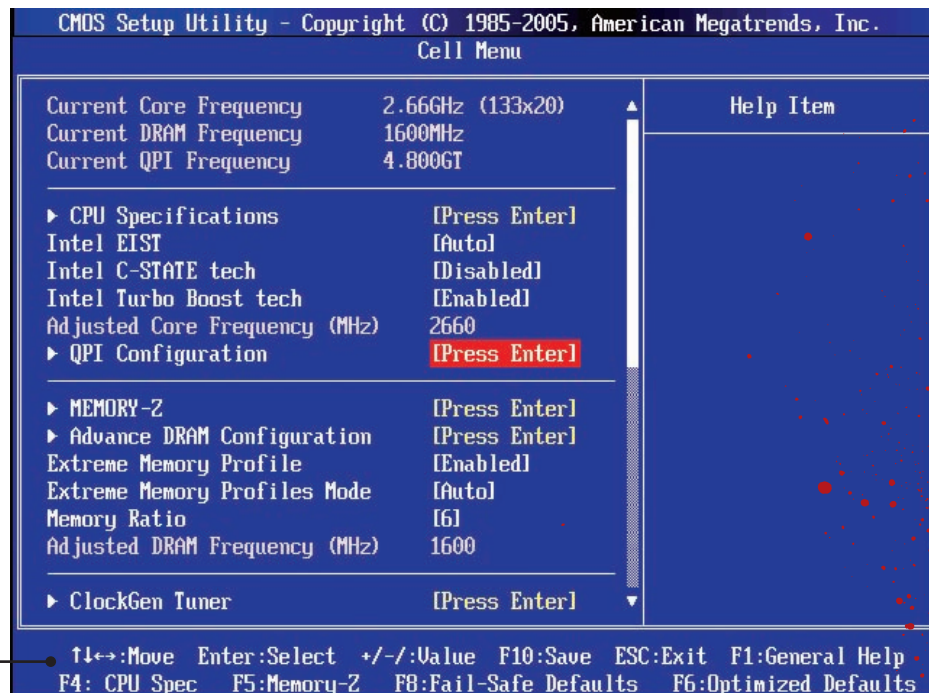 CMOS Setup Utility - Copyright (C) 1985-2005, American Megatrends, Inc.
Cell Menu
Current Core Frequency 2.66GHz (133x20)
Current DRAM Frequency 1600MHz
Current QPI Frequency 4.800GT
Help Item
▶ CPU Specifications [Press Enter]
Intel EIST [Auto]
Intel C-STATE tech [Disabled]
Intel Turbo Boost tech [Enabled]
Adjusted Core Frequency (MHz) 2660
▶ QPI Configuration [Press Enter]
▶ MEMORY-Z [Press Enter]
▶ Advance DRAM Configuration [Press Enter]
Extreme Memory Profile [Enabled]
Extreme Memory Profiles Mode [Auto]
Memory Ratio [6]
Adjusted DRAM Frequency (MHz) 1600
▶ ClockGen Tuner [Press Enter]
↑↓←→:Move Enter:Select +/-/:Value F10:Save ESC:Exit F1:General Help
F4: CPU Spec F5:Memory-Z F8:Fail-Safe Defaults F6:Optimized Defaults